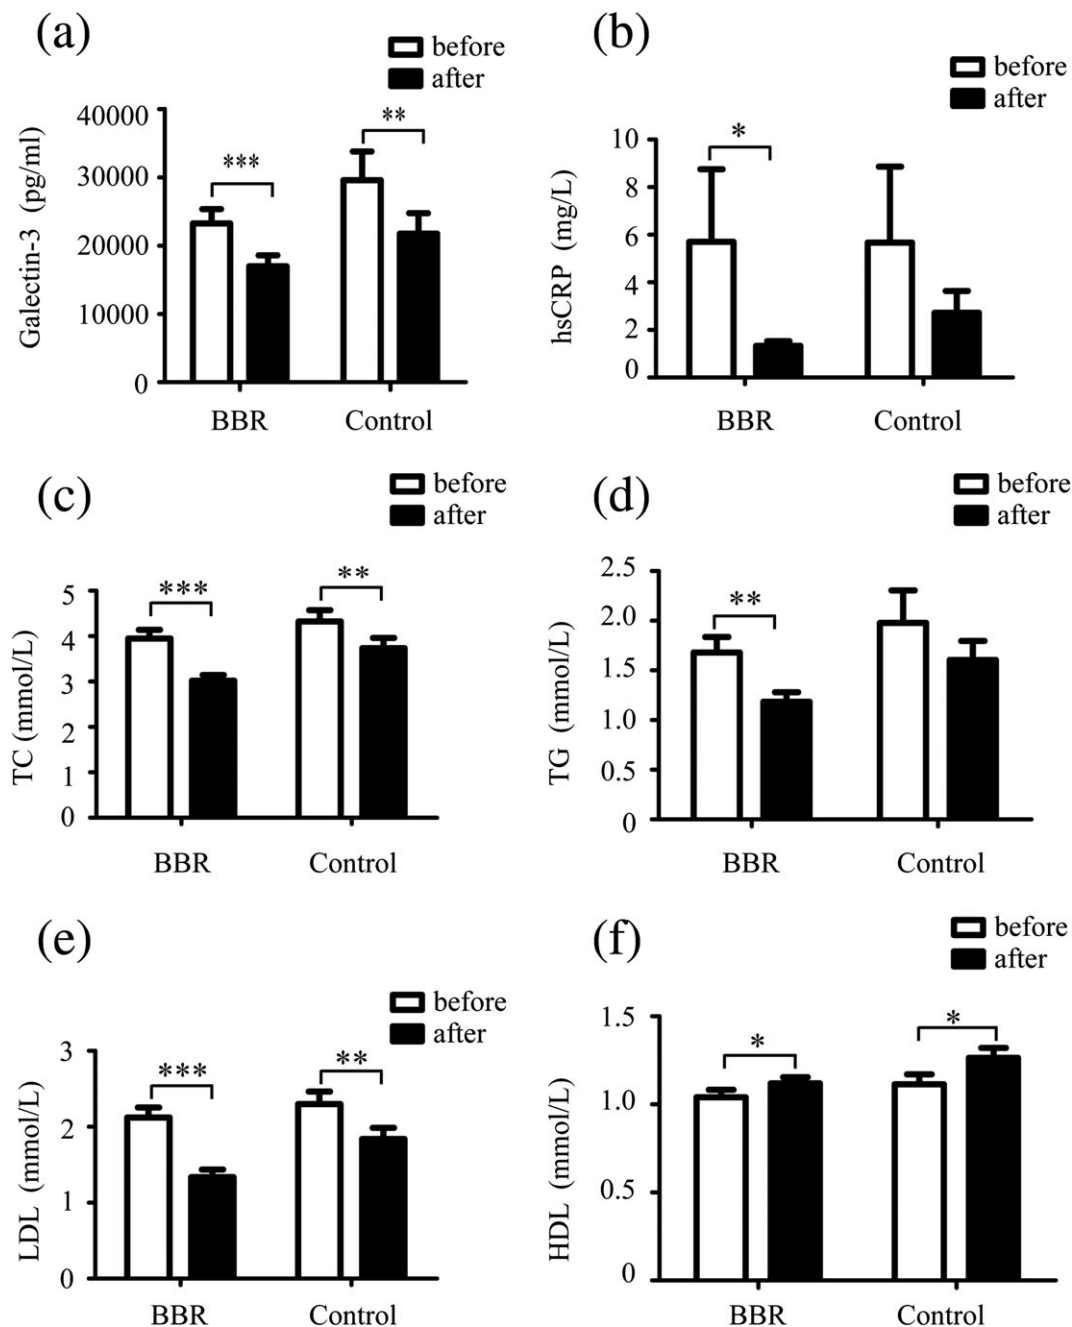 (a)
before
after
Galectin-3 (pg/ml)
40000
30000
20000
10000
0
***
**
BBR
Control
(b)
before
after
hsCRP (mg/L)
10
8
6
4
2
0
*
BBR
Control
(c)
before
after
TC (mmol/L)
5
4
3
2
1
0
***
**
BBR
Control
(d)
before
after
TG (mmol/L)
2.5
2.0
1.5
1.0
0.5
0
**
BBR
Control
(e)
before
after
LDL (mmol/L)
3
2
1
0
***
**
BBR
Control
(f)
before
after
HDL (mmol/L)
1.5
1.0
0.5
0
*
*
BBR
Control